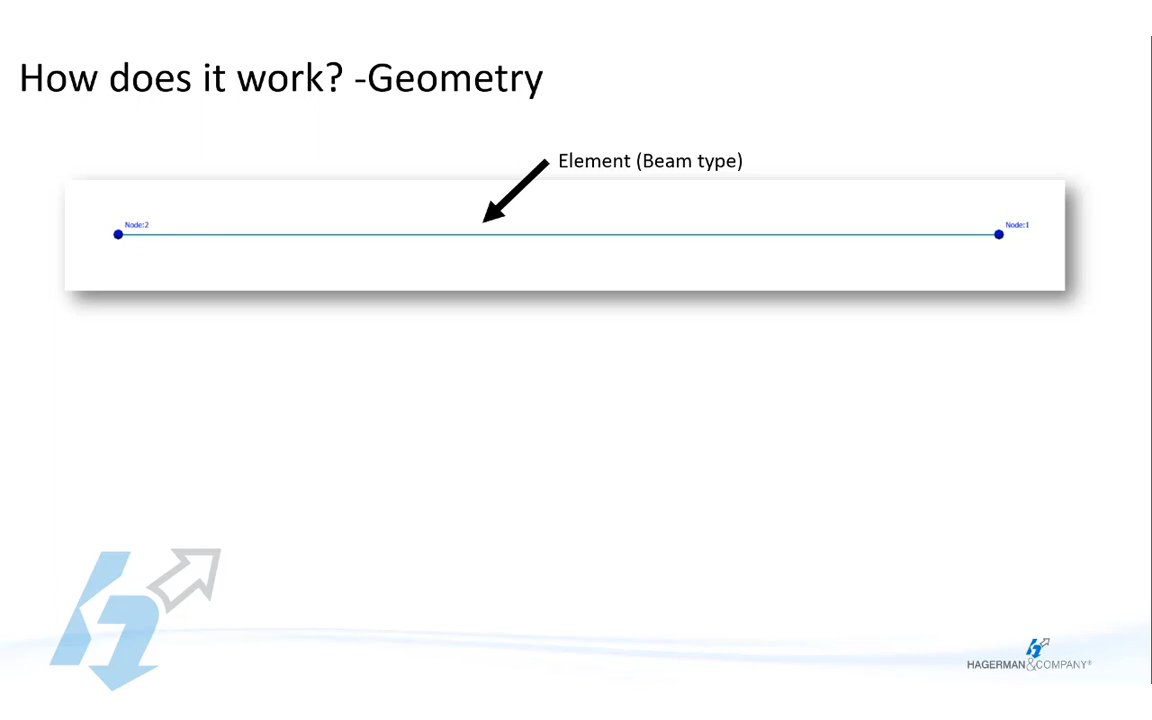 How does it work? -Geometry
Element (Beam type)
Node:2
Node:1
HAGERMAN&COMPANY®